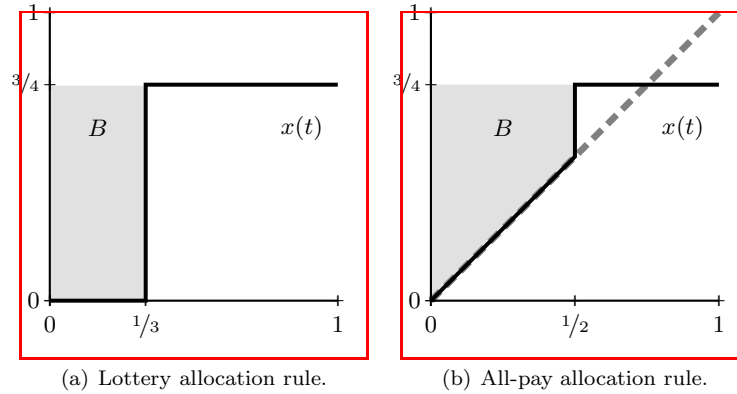 1
3/4
B
x(t)
0
0
1/3
1
(a) Lottery allocation rule.
1
3/4
B
x(t)
0
0
1/2
1
(b) All-pay allocation rule.